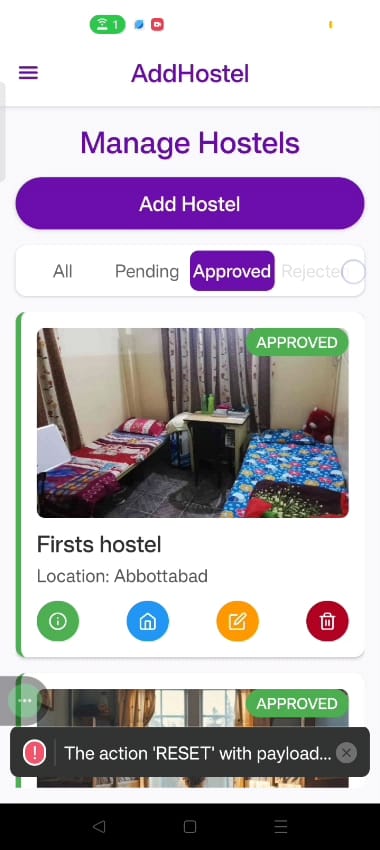 1
AddHostel
Manage Hostels
Add Hostel
All Pending Approved Rejecte
APPROVED
Firsts hostel
Location: Abbottabad
APPROVED
The action 'RESET' with payload...